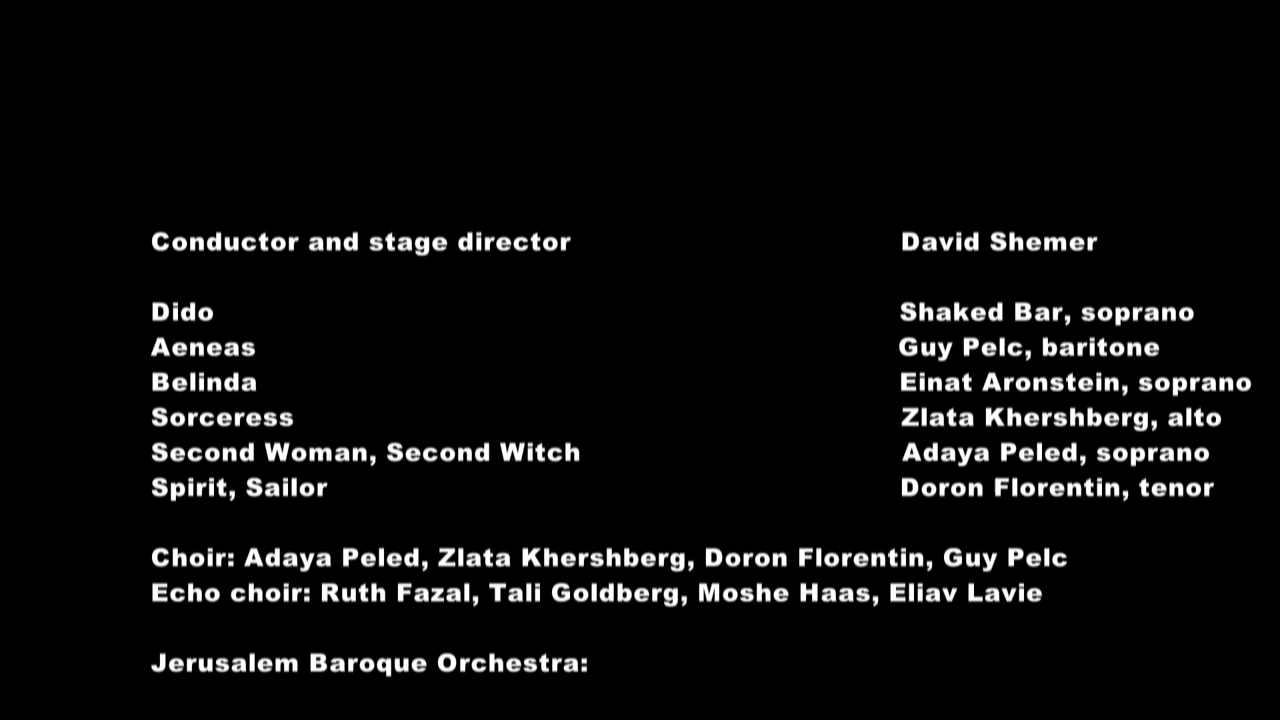 Conductor and stage director David Shemer
Dido Shaked Bar, soprano
Aeneas Guy Pelc, baritone
Belinda Einat Aronstein, soprano
Sorceress Zlata Khershberg, alto
Second Woman, Second Witch Adaya Peled, soprano
Spirit, Sailor Doron Florentin, tenor
Choir: Adaya Peled, Zlata Khershberg, Doron Florentin, Guy Pelc
Echo choir: Ruth Fazal, Tali Goldberg, Moshe Haas, Eliav Lavie
Jerusalem Baroque Orchestra: